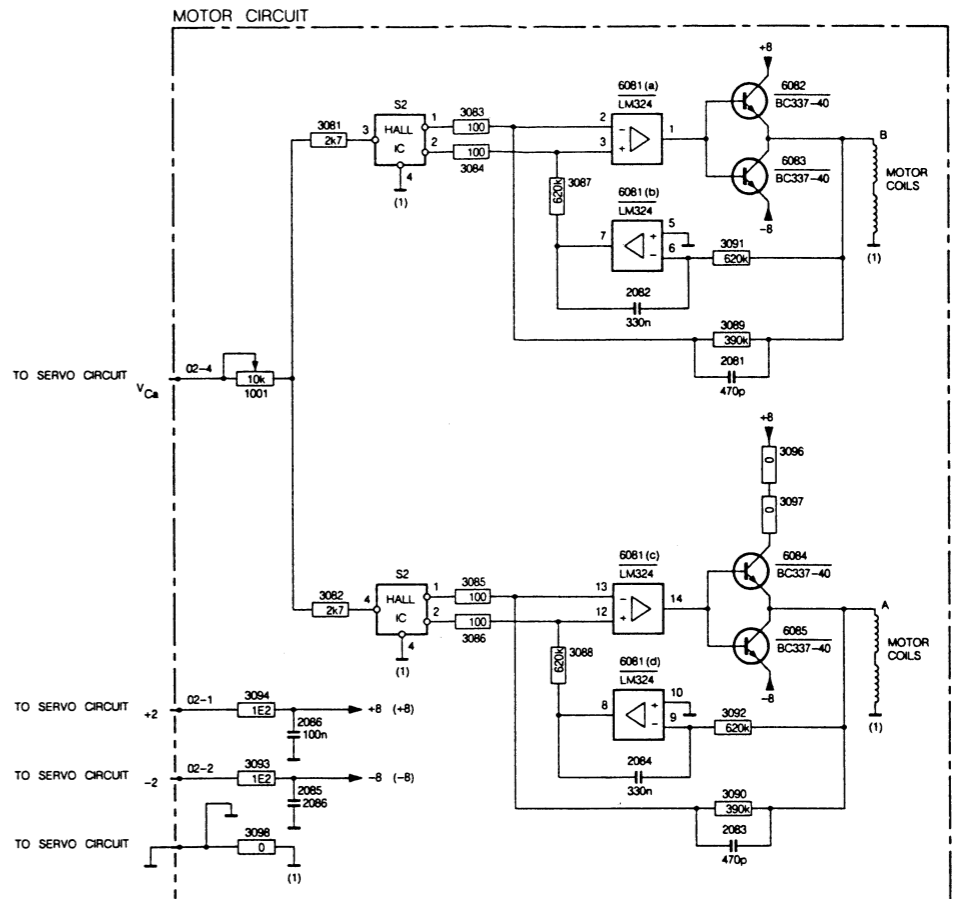 MOTOR CIRCUIT
+8
6081(a)
LM324
6082
BC337-40
S2
3081
2k7
3
HALL
IC
1
2
4
(1)
3083
100
100
3084
2
3
-
+
1
B
6083
BC337-40
-8
MOTOR
COILS
(1)
3087
620k
6081(b)
LM324
7
+
-
5
6
3091
620k
2082
330n
3089
390k
2081
470p
TO SERVO CIRCUIT
VCa
02-4
10k
1001
+8
0
3096
0
3097
6081(c)
LM324
6084
BC337-40
S2
3082
2k7
4
HALL
IC
1
2
4
(1)
3085
100
100
3086
13
12
-
+
14
A
6085
BC337-40
-8
MOTOR
COILS
(1)
3088
620k
6081(d)
LM324
8
+
-
10
9
3092
620k
2084
330n
3090
390k
2083
470p
TO SERVO CIRCUIT
+2
02-1
3094
1E2
2086
100n
+8 (+8)
TO SERVO CIRCUIT
-2
02-2
3093
1E2
2085
2086
-8 (-8)
TO SERVO CIRCUIT
3098
0
(1)